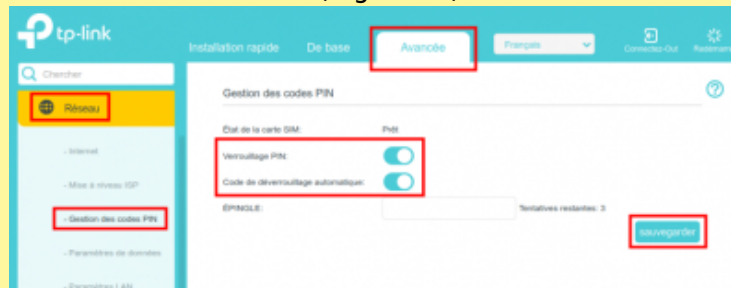 tp-link
Installation rapide
De base
Avancée
Français
Connectez-Out
Chercher
Réseau
- Internet
- Mise à niveau ISP
- Gestion des codes PIN
- Paramètres de données
- Paramètres LAN
Gestion des codes PIN
État de la carte SIM: Prêt
Verrouillage PIN:
Code de déverrouillage automatique:
ÉPINGLE: Tentatives restantes: 3
sauvegarder